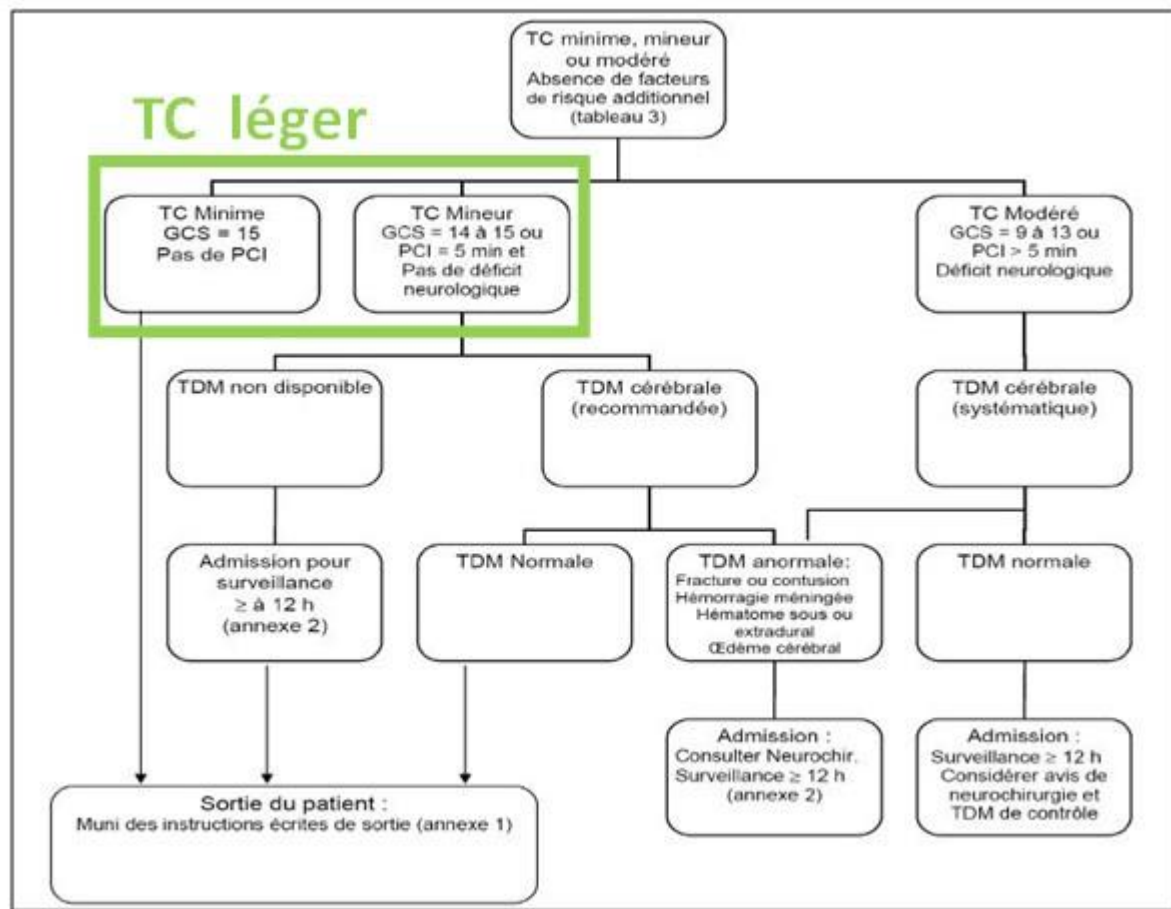 TC minime, mineur
ou modéré
Absence de facteurs
de risque additionnel
(tableau 3)
TC léger
TC Minime
GCS = 15
Pas de PCI
TC Mineur
GCS = 14 à 15 ou
PCI = 5 min et
Pas de déficit
neurologique
TC Modéré
GCS = 9 à 13 ou
PCI > 5 min
Déficit neurologique
TDM non disponible
TDM cérébrale
(recommandée)
TDM cérébrale
(systématique)
Admission pour
surveillance
≥ à 12 h
(annexe 2)
TDM Normale
TDM anormale:
Fracture ou contusion
Hémorragie méningée
Hématome sous ou
extradural
Œdème cérébral
TDM normale
Admission :
Consulter Neurochir.
Surveillance ≥ 12 h
(annexe 2)
Admission :
Surveillance ≥ 12 h
Considérer avis de
neurochirurgie et
TDM de contrôle
Sortie du patient :
Muni des instructions écrites de sortie (annexe 1)